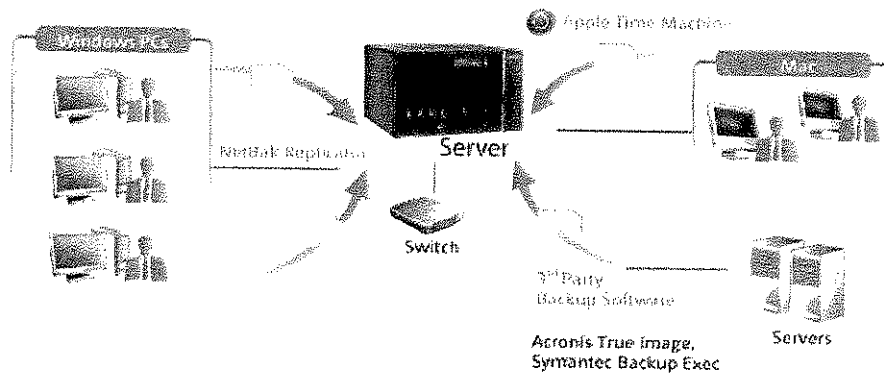 Windows PCs
Apple Time Machine
Mac
NetBak Replicator
Server
Switch
3rd Party
Backup Software
Servers
Acronis True Image,
Symantec Backup Exec